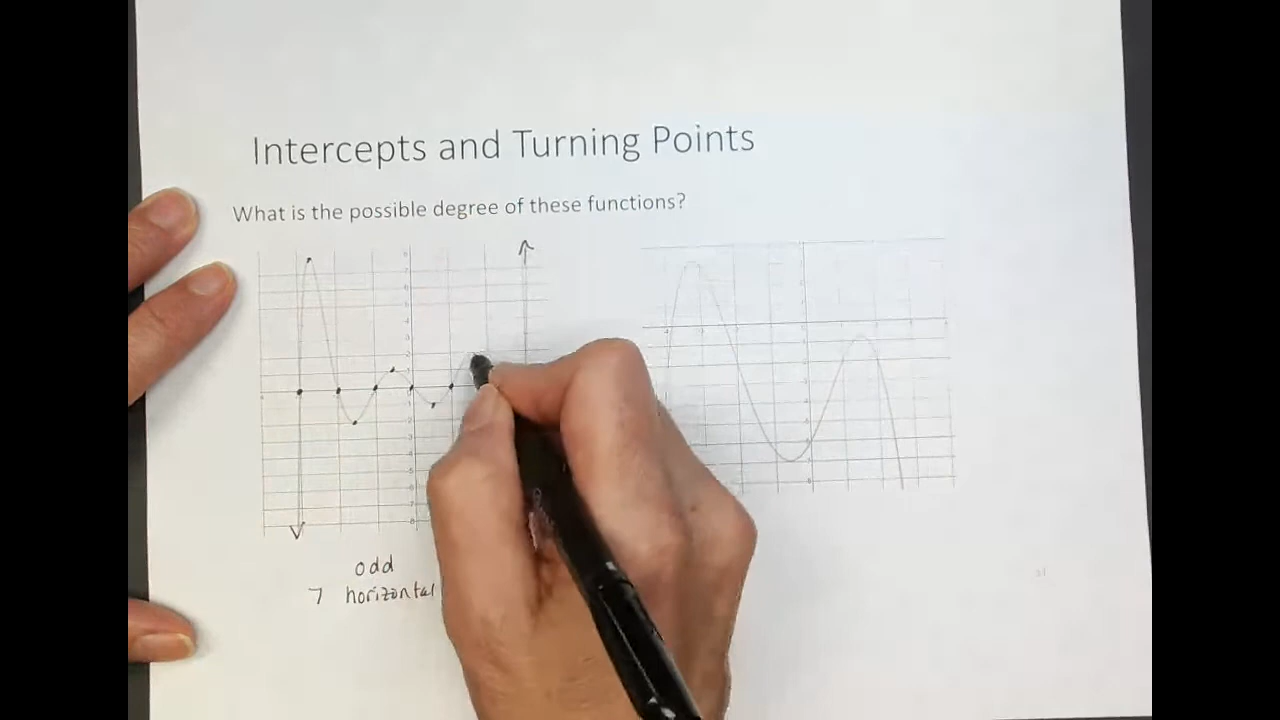 Intercepts and Turning Points
What is the possible degree of these functions?
odd
7 horizontal